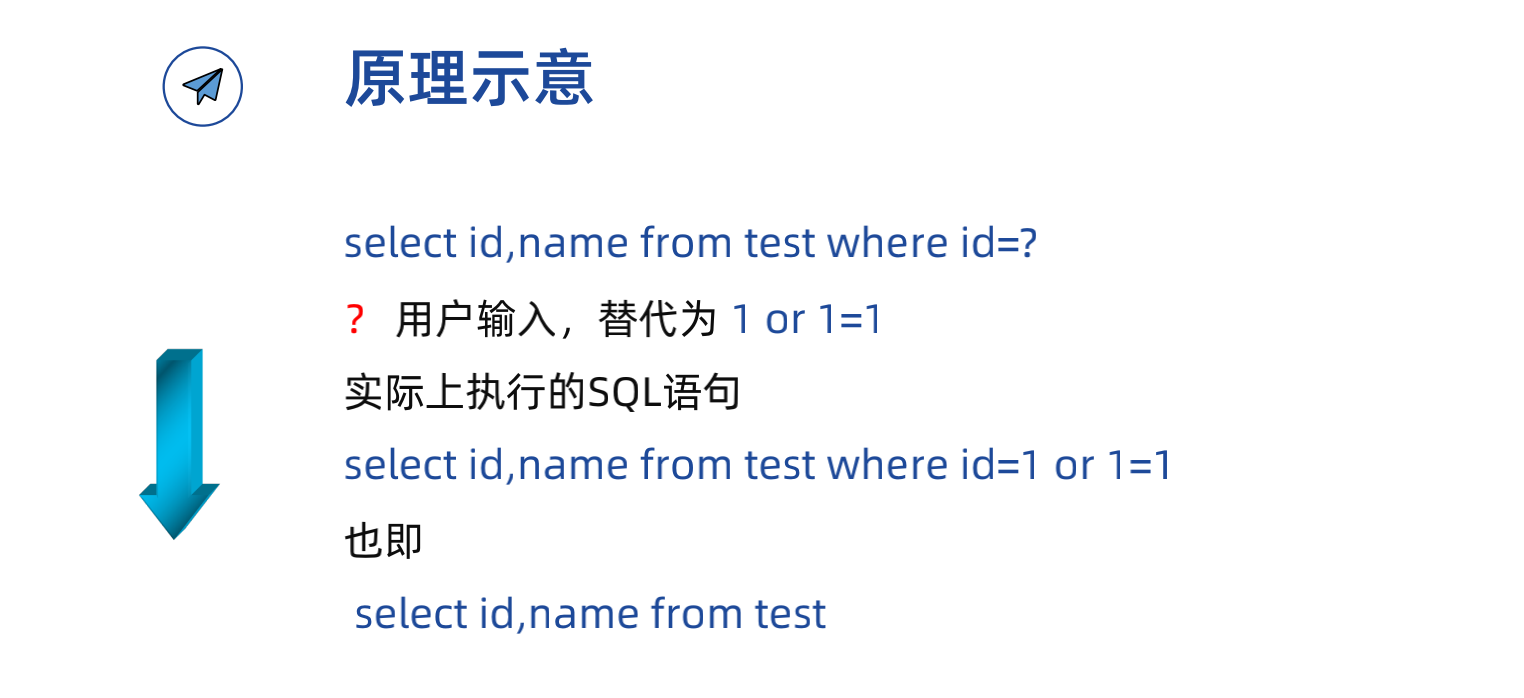 原理示意
select id,name from test where id=?
? 用户输入，替代为 1 or 1=1
实际上执行的SQL语句
select id,name from test where id=1 or 1=1
也即
select id,name from test